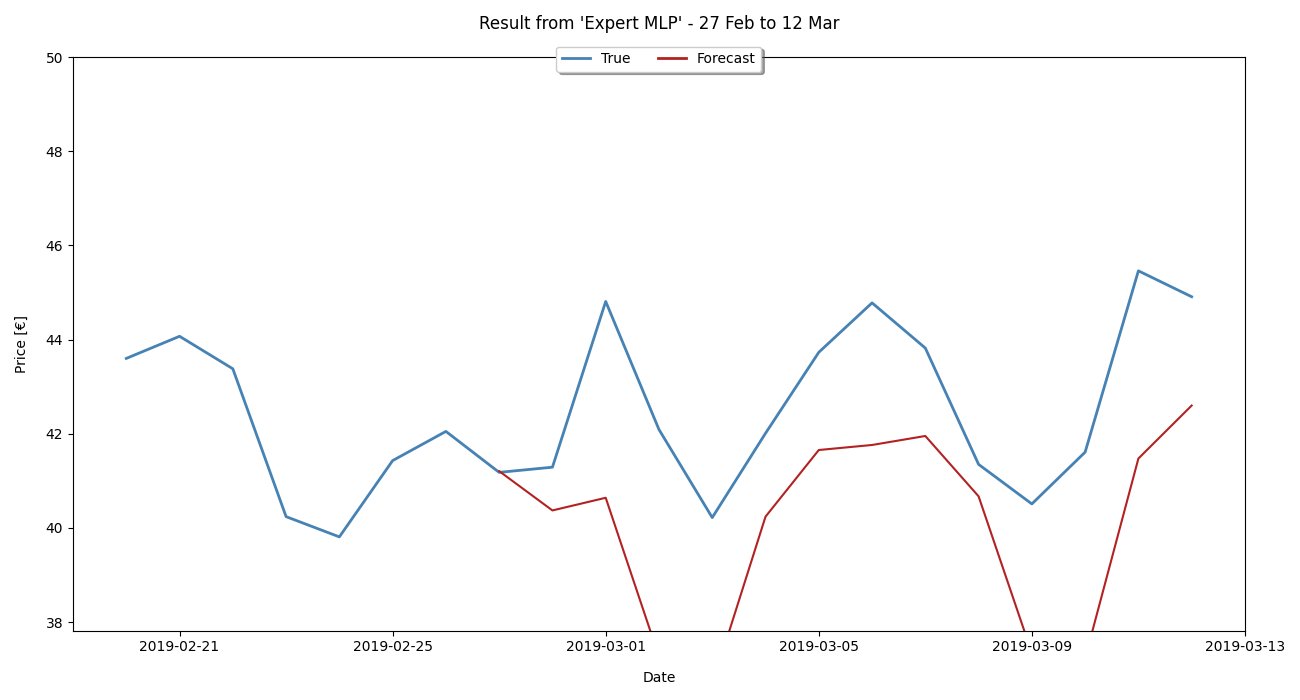 Result from 'Expert MLP' - 27 Feb to 12 Mar
True Forecast
50
48
46
44
42
40
38
Price [€]
2019-02-21 2019-02-25 2019-03-01 2019-03-05 2019-03-09 2019-03-13
Date